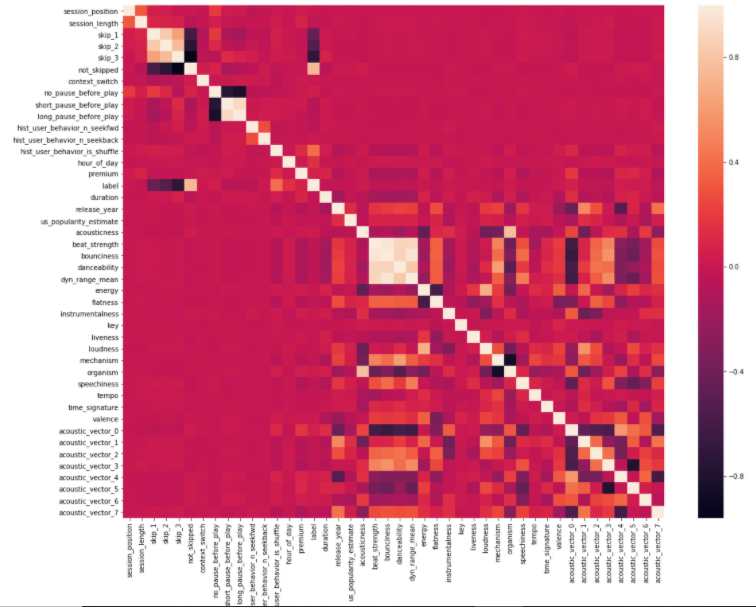 session_position
session_length
skip_1
skip_2
skip_3
not_skipped
context_switch
no_pause_before_play
short_pause_before_play
long_pause_before_play
hist_user_behavior_n_seekfwd
hist_user_behavior_n_seekback
hist_user_behavior_is_shuffle
hour_of_day
premium
label
duration
release_year
us_popularity_estimate
acousticness
beat_strength
bounciness
danceability
dyn_range_mean
energy
flatness
instrumentalness
key
liveness
loudness
mechanism
organism
speechiness
tempo
time_signature
valence
acoustic_vector_0
acoustic_vector_1
acoustic_vector_2
acoustic_vector_3
acoustic_vector_4
acoustic_vector_5
acoustic_vector_6
acoustic_vector_7
session_position
session_length
skip_1
skip_2
skip_3
not_skipped
context_switch
no_pause_before_play
short_pause_before_play
long_pause_before_play
ser_behavior_n_seekfwd
er_behavior_n_seekback
user_behavior_is_shuffle
hour_of_day
premium
label
duration
release_year
us_popularity_estimate
acousticness
beat_strength
bounciness
danceability
dyn_range_mean
energy
flatness
instrumentalness
key
liveness
loudness
mechanism
organism
speechiness
tempo
time_signature
valence
acoustic_vector_0
acoustic_vector_1
acoustic_vector_2
acoustic_vector_3
acoustic_vector_4
acoustic_vector_5
acoustic_vector_6
acoustic_vector_7
0.8
0.4
0.0
−0.4
−0.8